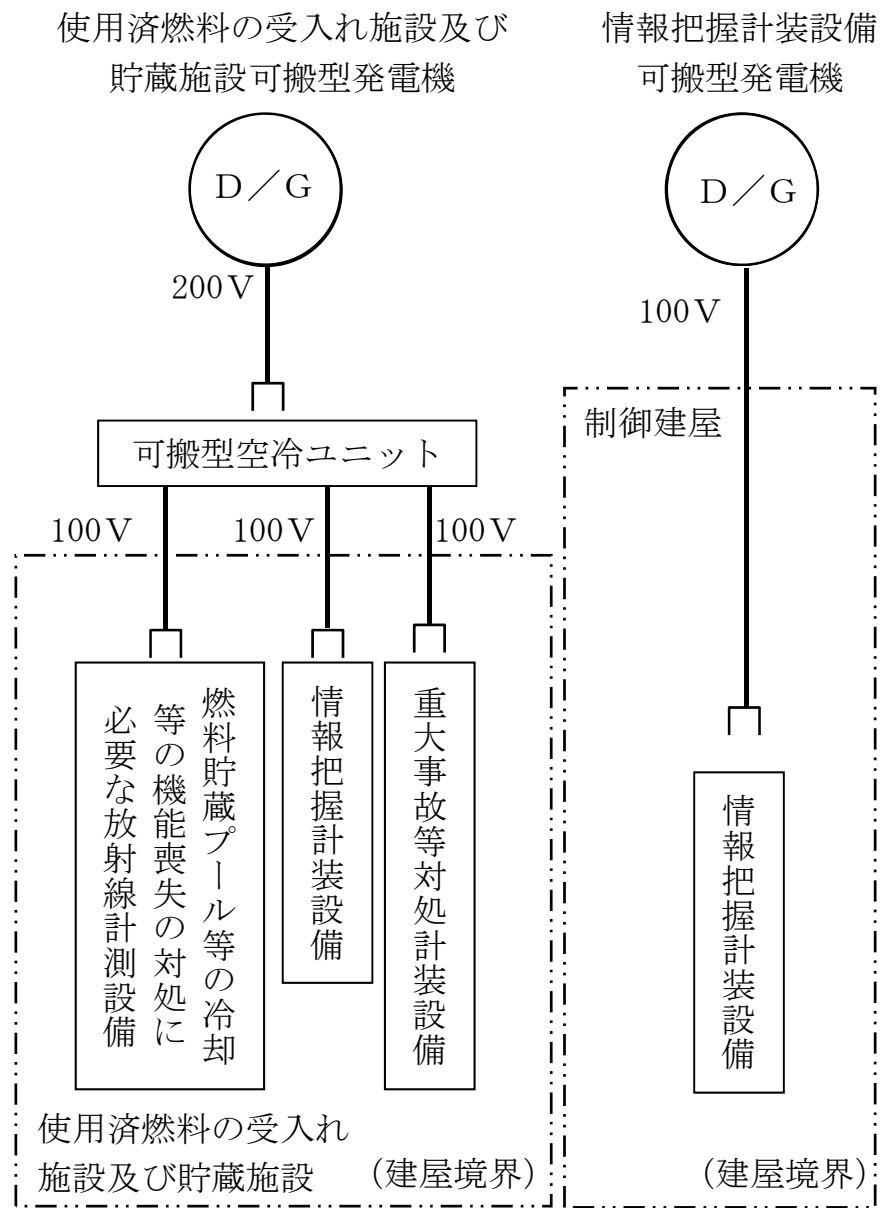 使用済燃料の受入れ施設及び
貯蔵施設可搬型発電機
D/G
200V
可搬型空冷ユニット
100V
100V
100V
燃料貯蔵プール等の冷却
等の機能喪失の対処に
必要な放射線計測設備
情報把握計装設備
重大事故等対処計装設備
使用済燃料の受入れ
施設及び貯蔵施設
(建屋境界)
情報把握計装設備
可搬型発電機
D/G
100V
制御建屋
情報把握計装設備
(建屋境界)